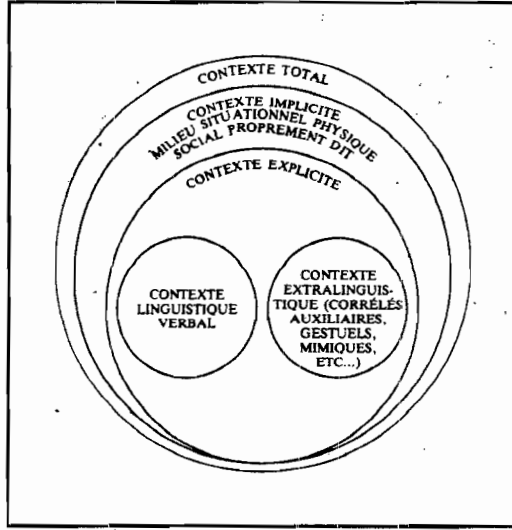 CONTEXTE TOTAL
CONTEXTE IMPLICITE
MILIEU SITUATIONNEL PHYSIQUE
SOCIAL PROPREMENT DIT
CONTEXTE EXPLICITE
CONTEXTE
LINGUISTIQUE
VERBAL
CONTEXTE
EXTRALINGUIS-
TIQUE (CORRÉLÉS
AUXILIAIRES,
GESTUELS,
MIMIQUES,
ETC...)